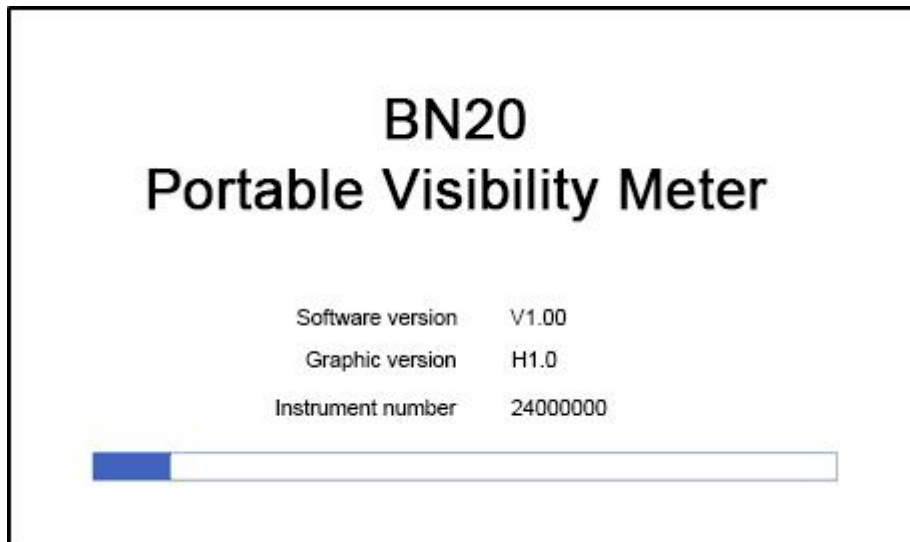 BN20
Portable Visibility Meter
Software version V1.00
Graphic version H1.0
Instrument number 24000000